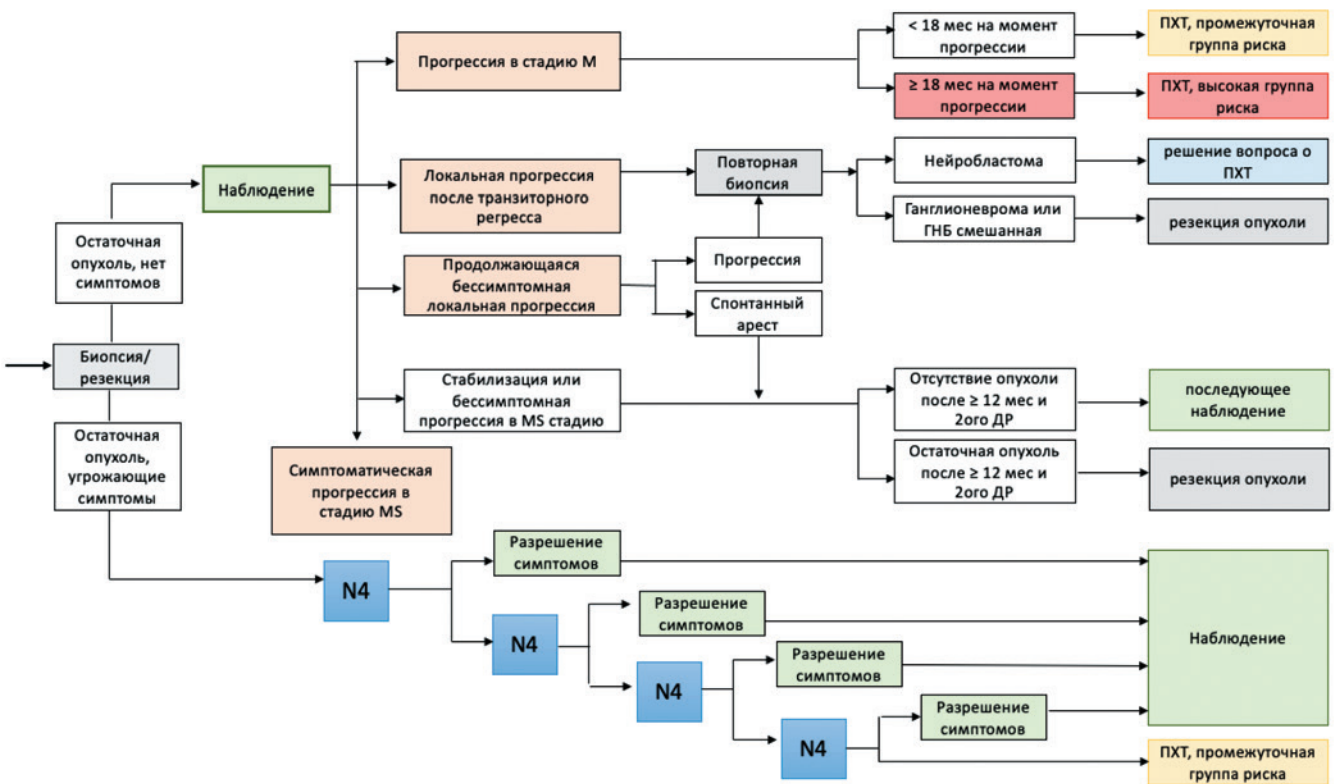 Прогрессия в стадию М
< 18 мес на момент
прогрессии
ПХТ, промежуточная
группа риска
≥ 18 мес на момент
прогрессии
ПХТ, высокая группа
риска
Наблюдение
Локальная прогрессия
после транзиторного
регресса
Повторная
биопсия
Нейробластома
решение вопроса о
ПХТ
Ганглионеврома или
ГНБ смешанная
резекция опухоли
Остаточная
опухоль, нет
симптомов
Продолжающаяся
бессимптомная
локальная прогрессия
Прогрессия
Спонтанный
арест
Биопсия/
резекция
Стабилизация или
бессимптомная
прогрессия в MS стадию
Отсутствие опухоли
после ≥ 12 мес и
2ого ДР
последующее
наблюдение
Остаточная
опухоль,
угрожающие
симптомы
Симптоматическая
прогрессия в
стадию MS
Остаточная опухоль
после ≥ 12 мес и
2ого ДР
резекция опухоли
N4
Разрешение
симптомов
N4
Разрешение
симптомов
N4
Разрешение
симптомов
N4
Разрешение
симптомов
Наблюдение
ПХТ, промежуточная
группа риска